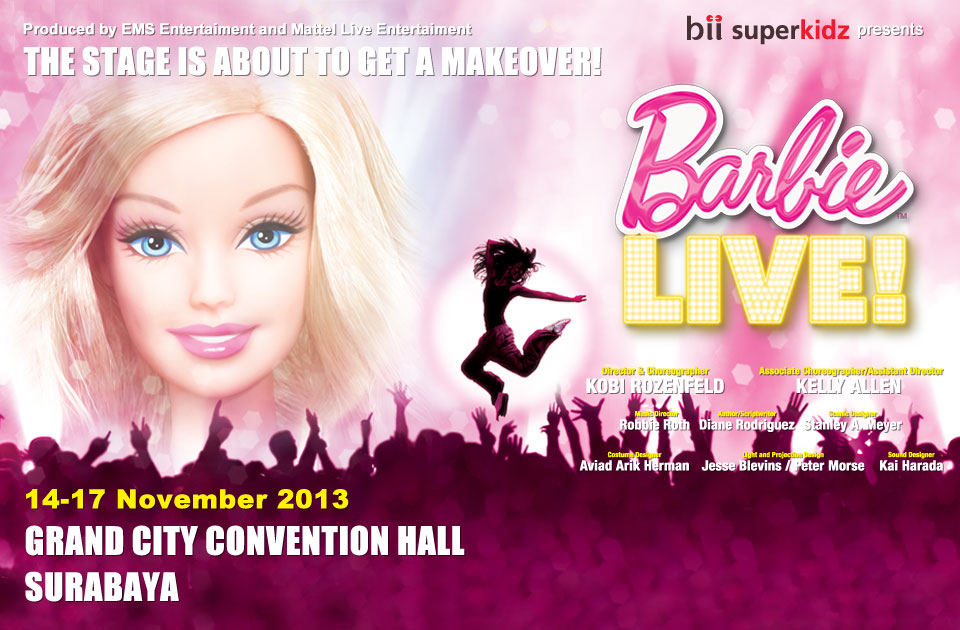 Produced by EMS Entertaiment and Mattel Live Entertaiment
bii superkidz presents
THE STAGE IS ABOUT TO GET A MAKEOVER!
Barbie™
LIVE!
Director & Choreographer
KOBI ROZENFELD
Associate Choreographer/Assistant Director
KELLY ALLEN
Music Director
Robbie Roth
Author/Scriptwriter
Diane Rodriguez
Scenic Designer
Stanley A. Meyer
Costume Designer
Aviad Arik Herman
Light and Projection Design
Jesse Blevins / Peter Morse
Sound Designer
Kai Harada
14-17 November 2013
GRAND CITY CONVENTION HALL
SURABAYA